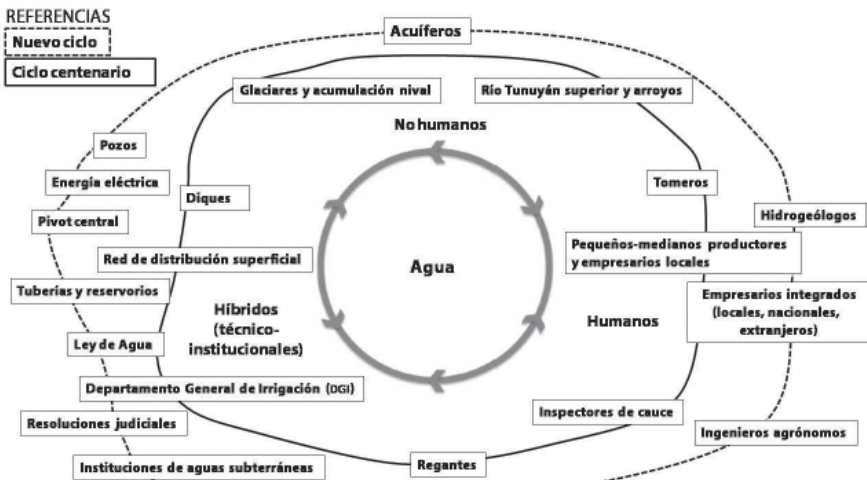 REFERENCIAS
Nuevo ciclo
Ciclo centenario
Acuíferos
Glaciares y acumulación nival
Río Tunuyán superior y arroyos
No humanos
Pozos
Energía eléctrica
Diques
Tomeros
Pivot central
Hidrogeólogos
Red de distribución superficial
Agua
Pequeños-medianos productores
y empresarios locales
Tuberías y reservorios
Híbridos
(técnico-
institucionales)
Humanos
Empresarios integrados
(locales, nacionales,
extranjeros)
Ley de Agua
Departamento General de Irrigación (DGI)
Resoluciones judiciales
Inspectores de cauce
Ingenieros agrónomos
Instituciones de aguas subterráneas
Regantes